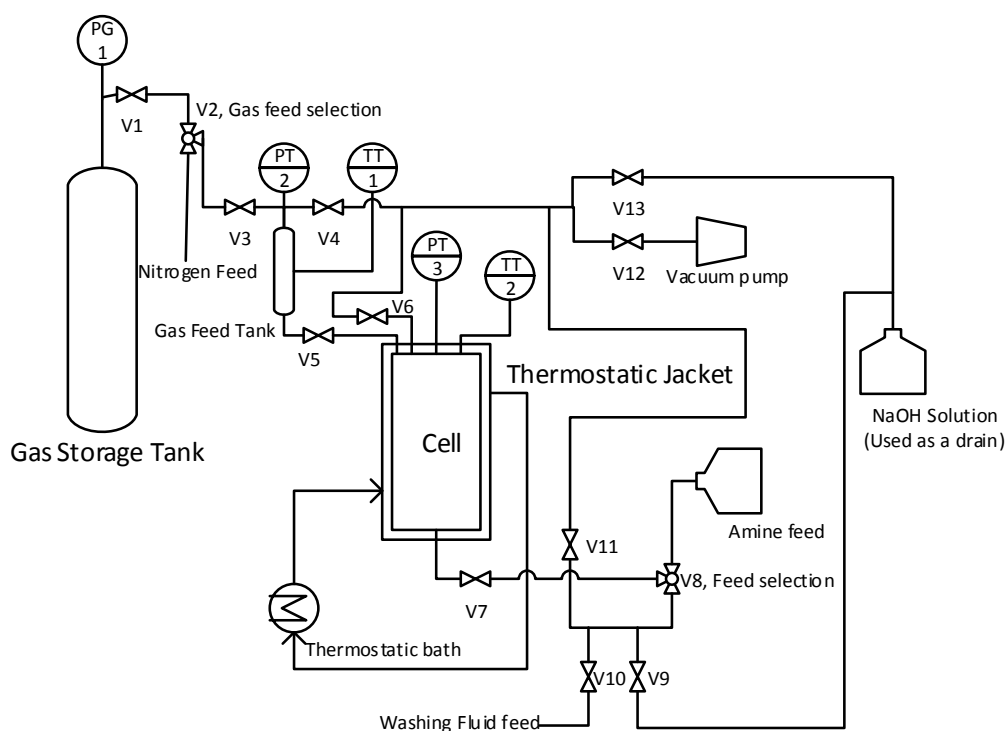 PG
1
V1
V2, Gas feed selection
PT
2
TT
1
V3
V4
V13
V12
Vacuum pump
Nitrogen Feed
PT
3
TT
2
V6
Gas Feed Tank
V5
Thermostatic Jacket
NaOH Solution
(Used as a drain)
Gas Storage Tank
Cell
Amine feed
V11
V8, Feed selection
V7
Thermostatic bath
V10
V9
Washing Fluid feed